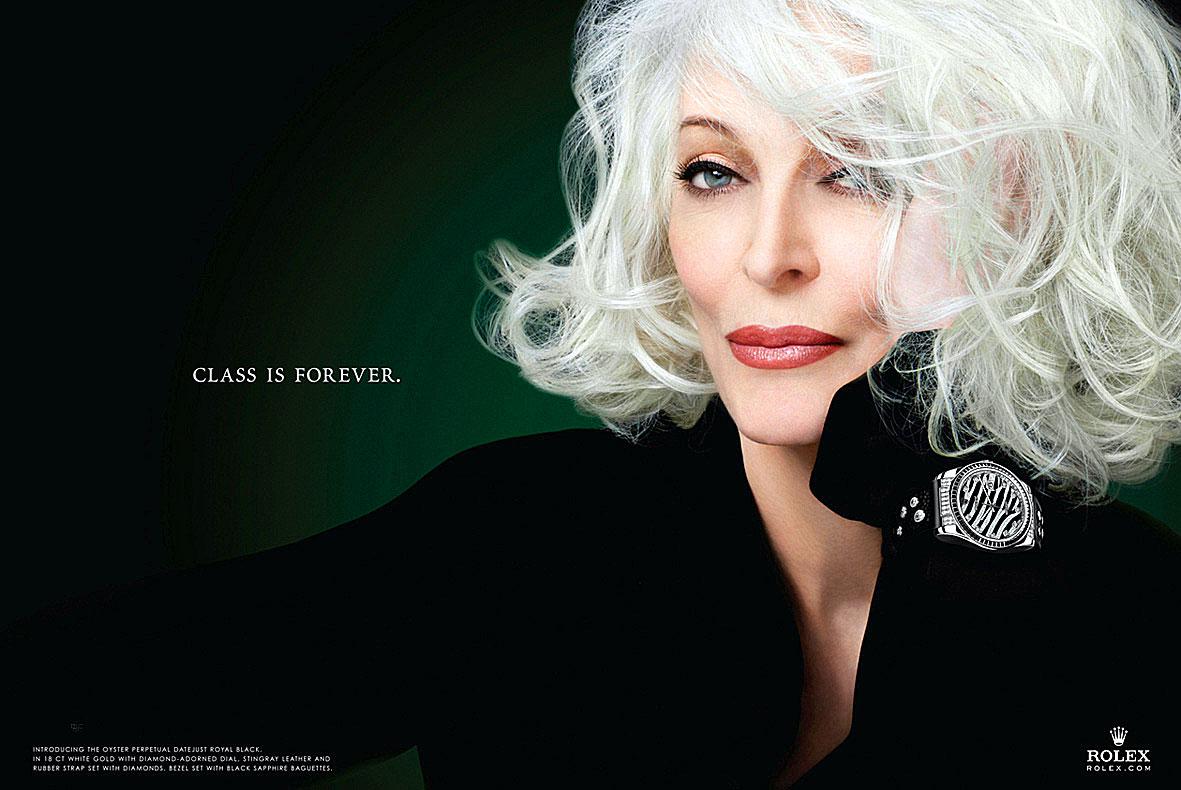 CLASS IS FOREVER.
INTRODUCING THE OYSTER PERPETUAL DATEJUST ROYAL BLACK.
IN 18 CT WHITE GOLD WITH DIAMOND-ADORNED DIAL, STINGRAY LEATHER AND
RUBBER STRAP SET WITH DIAMONDS. BEZEL SET WITH BLACK SAPPHIRE BAGUETTES.
ROLEX
ROLEX.COM